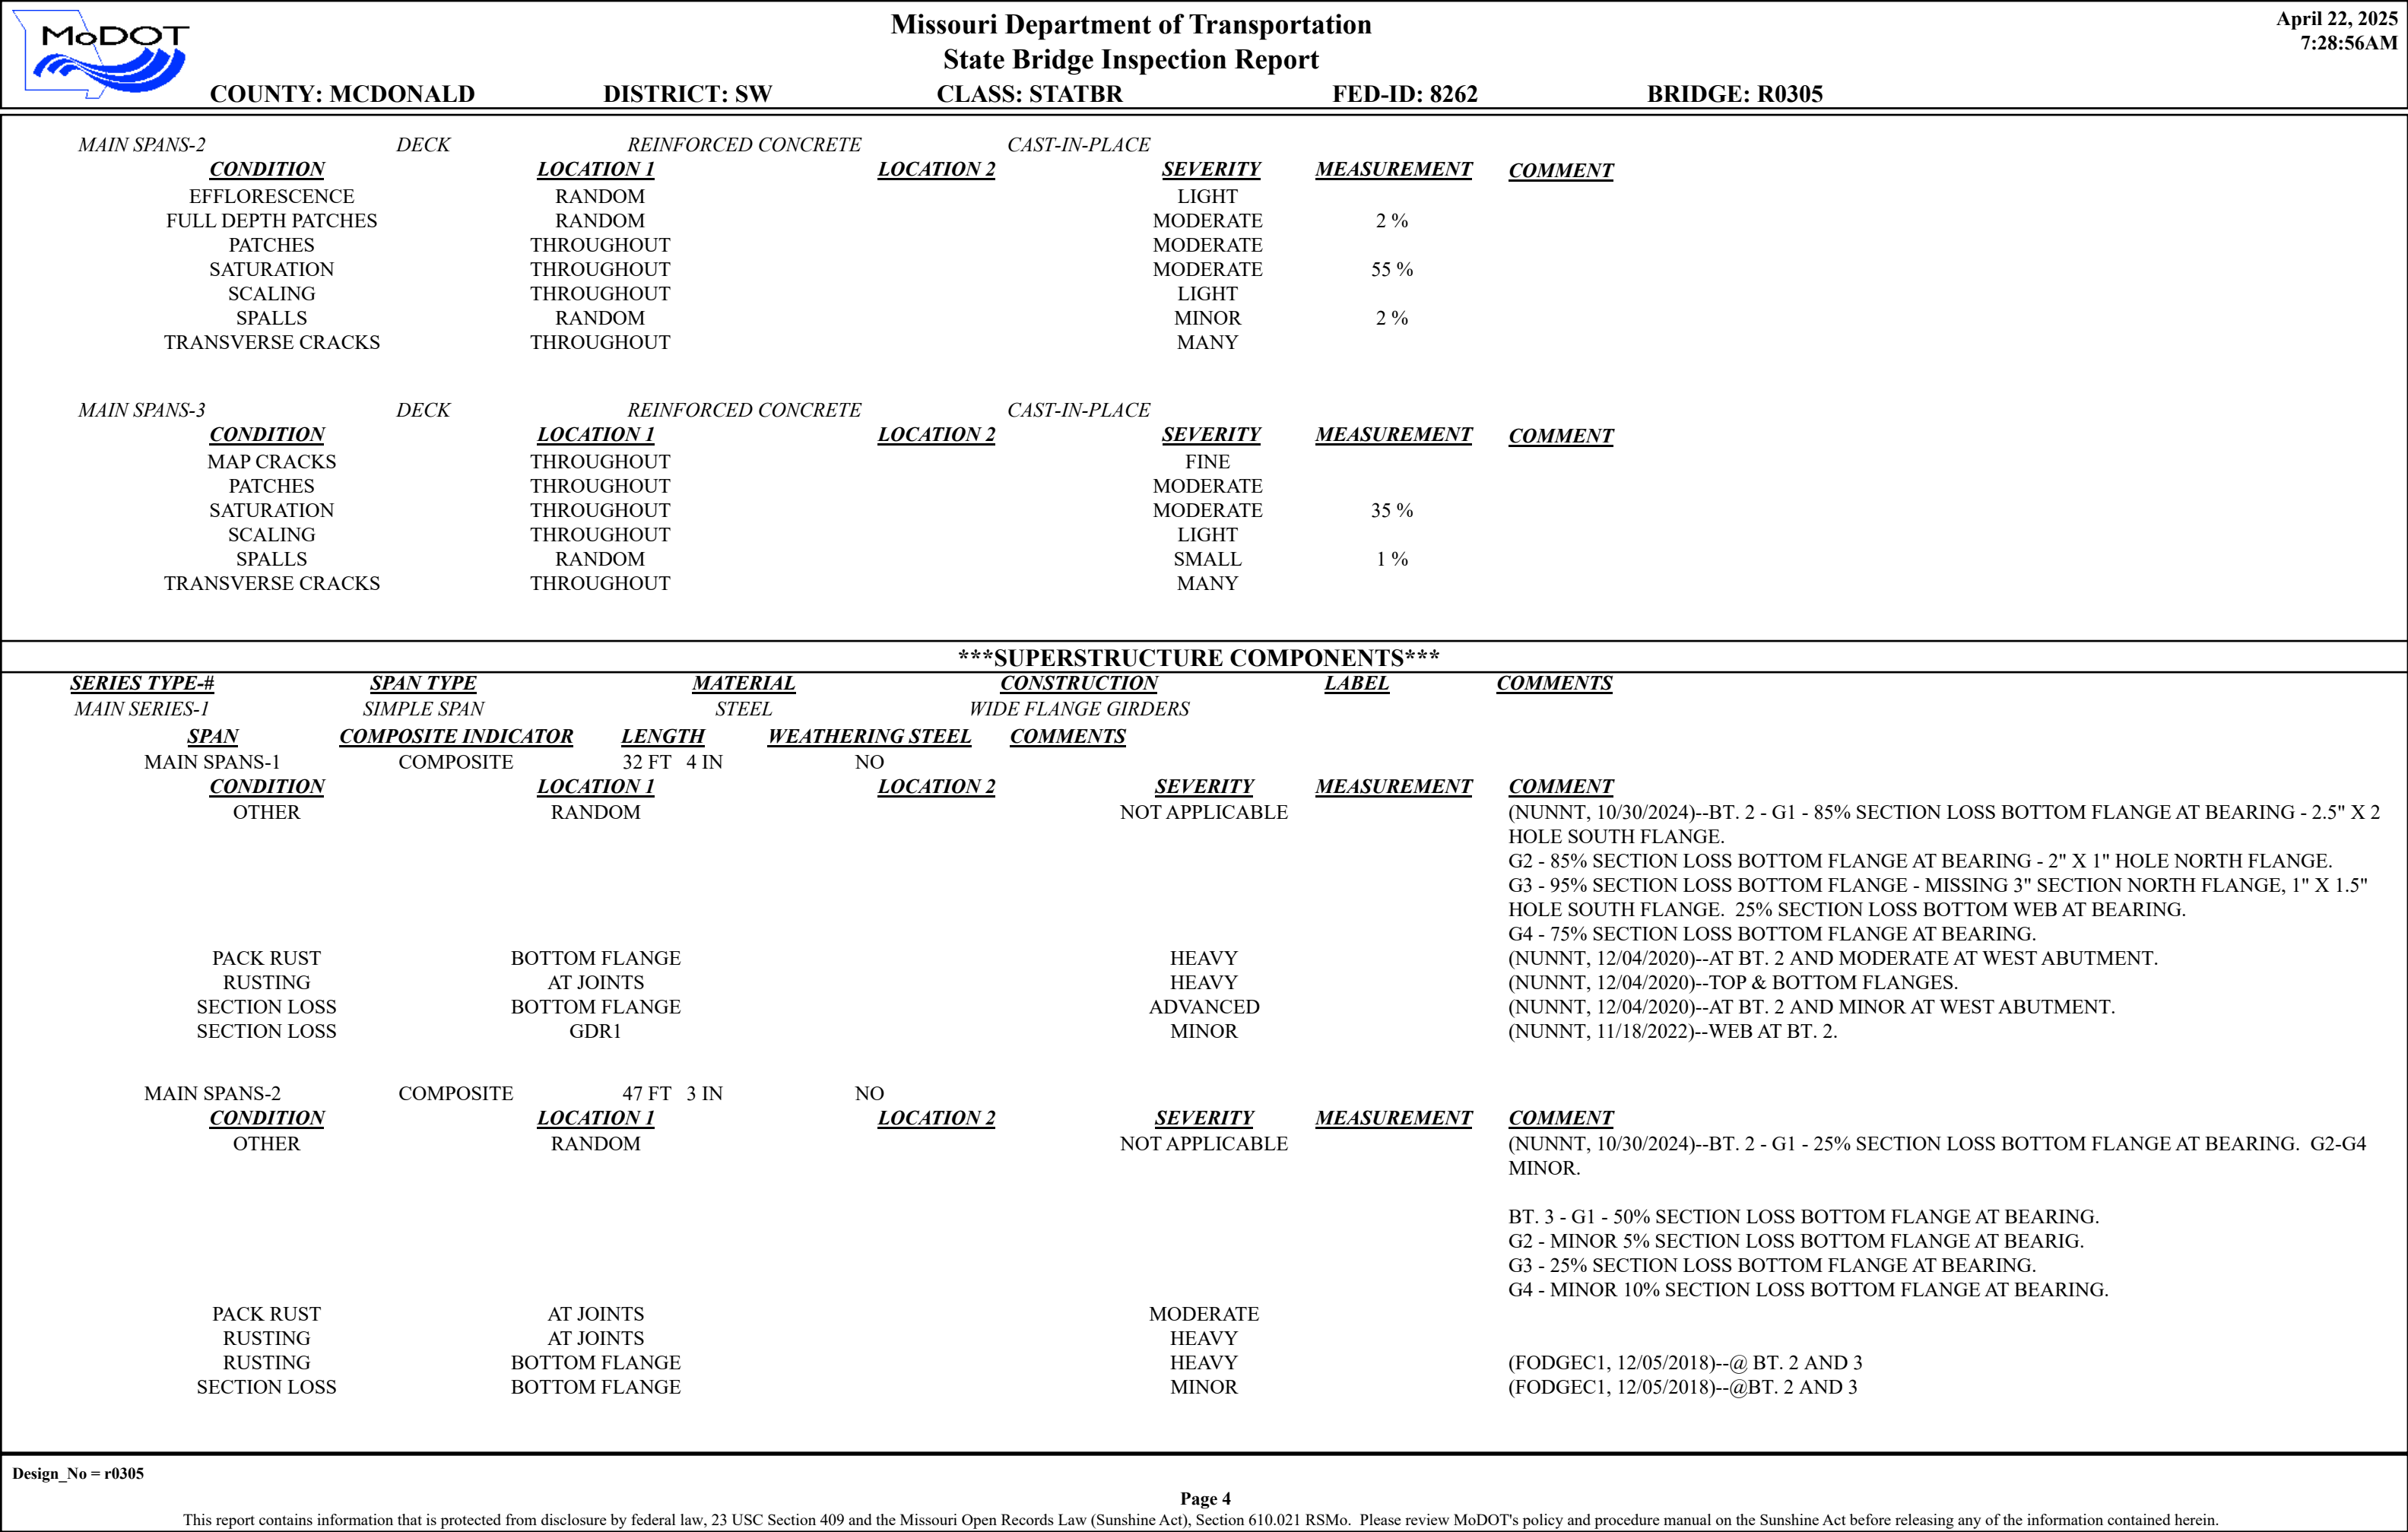 MoDOT
Missouri Department of Transportation
State Bridge Inspection Report
April 22, 2025
7:28:56AM
COUNTY: MCDONALD DISTRICT: SW CLASS: STATBR FED-ID: 8262 BRIDGE: R0305
MAIN SPANS-2 DECK REINFORCED CONCRETE CAST-IN-PLACE
CONDITION LOCATION 1 LOCATION 2 SEVERITY MEASUREMENT COMMENT
EFFLORESCENCE RANDOM LIGHT
FULL DEPTH PATCHES RANDOM MODERATE 2 %
PATCHES THROUGHOUT MODERATE
SATURATION THROUGHOUT MODERATE 55 %
SCALING THROUGHOUT LIGHT
SPALLS RANDOM MINOR 2 %
TRANSVERSE CRACKS THROUGHOUT MANY
MAIN SPANS-3 DECK REINFORCED CONCRETE CAST-IN-PLACE
CONDITION LOCATION 1 LOCATION 2 SEVERITY MEASUREMENT COMMENT
MAP CRACKS THROUGHOUT FINE
PATCHES THROUGHOUT MODERATE
SATURATION THROUGHOUT MODERATE 35 %
SCALING THROUGHOUT LIGHT
SPALLS RANDOM SMALL 1 %
TRANSVERSE CRACKS THROUGHOUT MANY
***SUPERSTRUCTURE COMPONENTS***
SERIES TYPE-# SPAN TYPE MATERIAL CONSTRUCTION LABEL COMMENTS
MAIN SERIES-1 SIMPLE SPAN STEEL WIDE FLANGE GIRDERS
SPAN COMPOSITE INDICATOR LENGTH WEATHERING STEEL COMMENTS
MAIN SPANS-1 COMPOSITE 32 FT 4 IN NO
CONDITION LOCATION 1 LOCATION 2 SEVERITY MEASUREMENT COMMENT
OTHER RANDOM NOT APPLICABLE (NUNNT, 10/30/2024)--BT. 2 - G1 - 85% SECTION LOSS BOTTOM FLANGE AT BEARING - 2.5" X 2
HOLE SOUTH FLANGE.
G2 - 85% SECTION LOSS BOTTOM FLANGE AT BEARING - 2" X 1" HOLE NORTH FLANGE.
G3 - 95% SECTION LOSS BOTTOM FLANGE - MISSING 3" SECTION NORTH FLANGE, 1" X 1.5"
HOLE SOUTH FLANGE. 25% SECTION LOSS BOTTOM WEB AT BEARING.
G4 - 75% SECTION LOSS BOTTOM FLANGE AT BEARING.
PACK RUST BOTTOM FLANGE HEAVY (NUNNT, 12/04/2020)--AT BT. 2 AND MODERATE AT WEST ABUTMENT.
RUSTING AT JOINTS HEAVY (NUNNT, 12/04/2020)--TOP & BOTTOM FLANGES.
SECTION LOSS BOTTOM FLANGE ADVANCED (NUNNT, 12/04/2020)--AT BT. 2 AND MINOR AT WEST ABUTMENT.
SECTION LOSS GDR1 MINOR (NUNNT, 11/18/2022)--WEB AT BT. 2.
MAIN SPANS-2 COMPOSITE 47 FT 3 IN NO
CONDITION LOCATION 1 LOCATION 2 SEVERITY MEASUREMENT COMMENT
OTHER RANDOM NOT APPLICABLE (NUNNT, 10/30/2024)--BT. 2 - G1 - 25% SECTION LOSS BOTTOM FLANGE AT BEARING. G2-G4
MINOR.
BT. 3 - G1 - 50% SECTION LOSS BOTTOM FLANGE AT BEARING.
G2 - MINOR 5% SECTION LOSS BOTTOM FLANGE AT BEARIG.
G3 - 25% SECTION LOSS BOTTOM FLANGE AT BEARING.
G4 - MINOR 10% SECTION LOSS BOTTOM FLANGE AT BEARING.
PACK RUST AT JOINTS MODERATE
RUSTING AT JOINTS HEAVY
RUSTING BOTTOM FLANGE HEAVY (FODGEC1, 12/05/2018)--@ BT. 2 AND 3
SECTION LOSS BOTTOM FLANGE MINOR (FODGEC1, 12/05/2018)--@BT. 2 AND 3
Design_No = r0305
Page 4
This report contains information that is protected from disclosure by federal law, 23 USC Section 409 and the Missouri Open Records Law (Sunshine Act), Section 610.021 RSMo. Please review MoDOT's policy and procedure manual on the Sunshine Act before releasing any of the information contained herein.